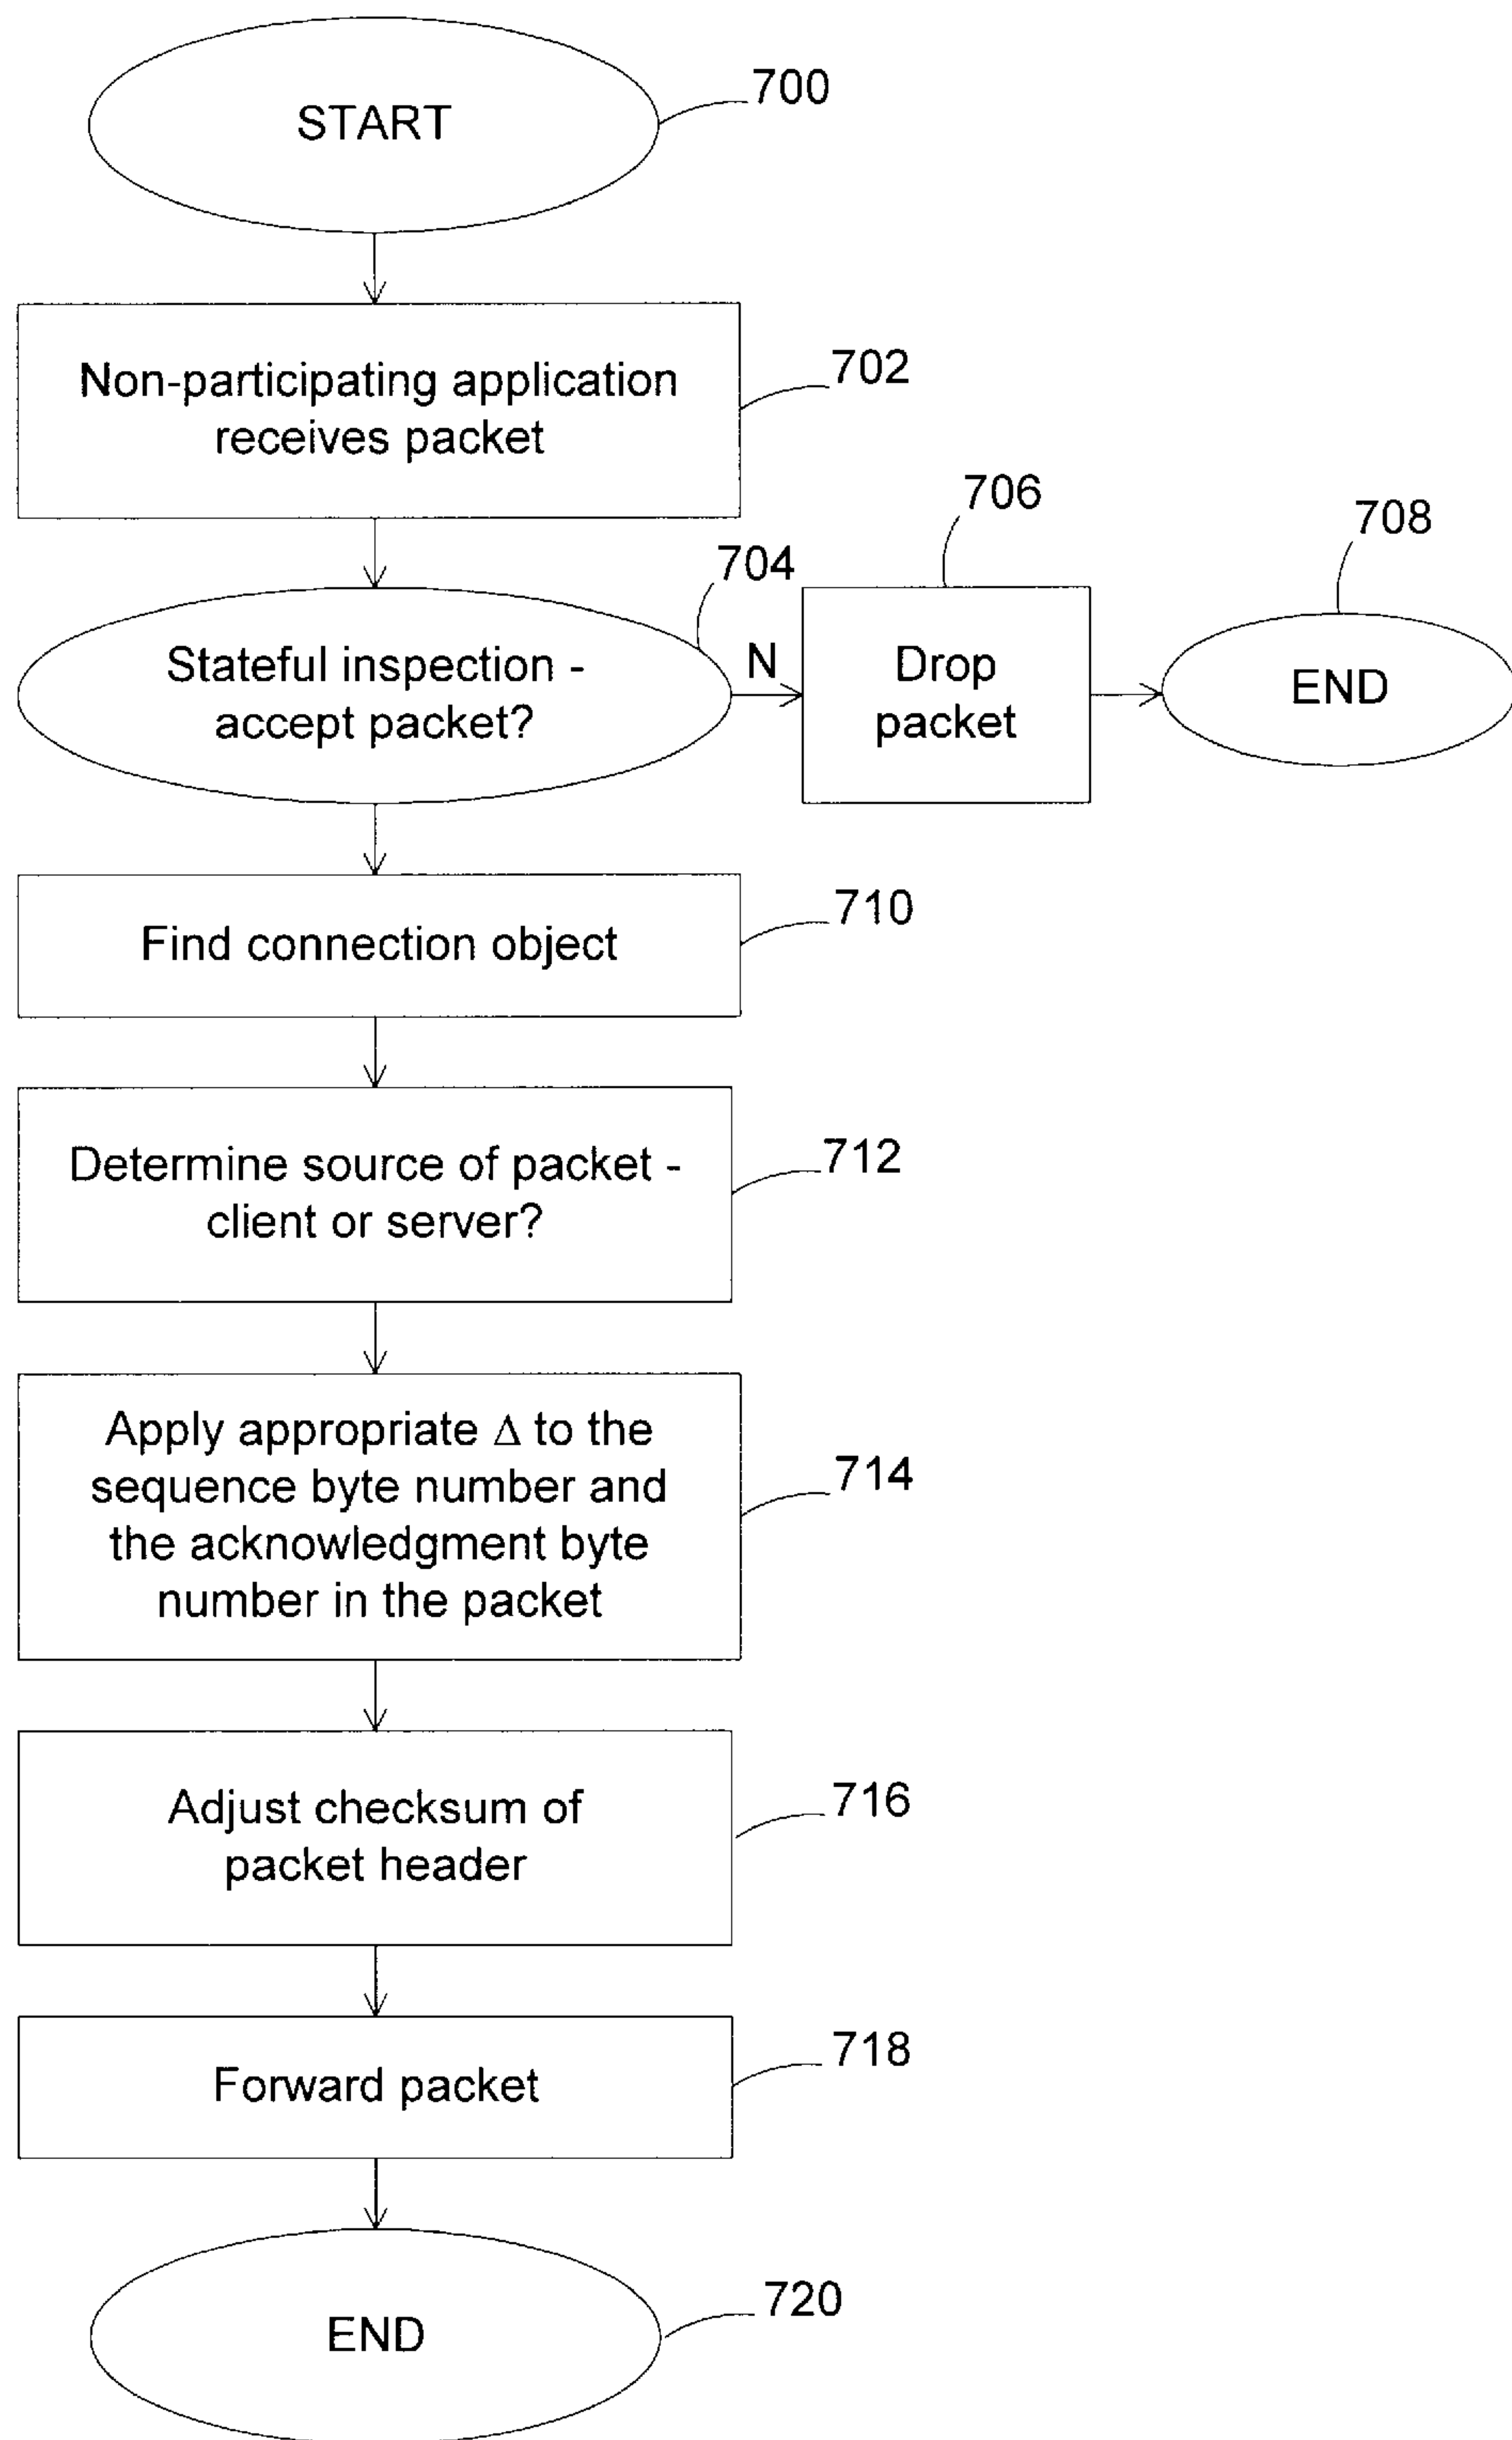 START
700
Non-participating application
receives packet
702
Stateful inspection -
accept packet?
704
N
Drop
packet
706
END
708
Find connection object
710
Determine source of packet -
client or server?
712
Apply appropriate Δ to the
sequence byte number and
the acknowledgment byte
number in the packet
714
Adjust checksum of
packet header
716
Forward packet
718
END
720